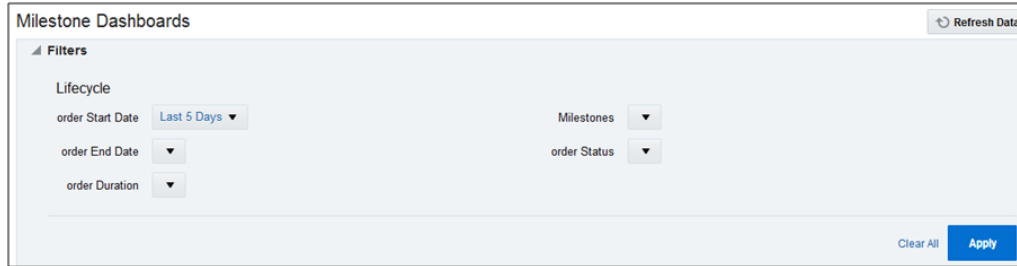 Milestone Dashboards
Refresh Data
Filters
Lifecycle
order Start Date Last 5 Days Milestones
order End Date order Status
order Duration
Clear All Apply